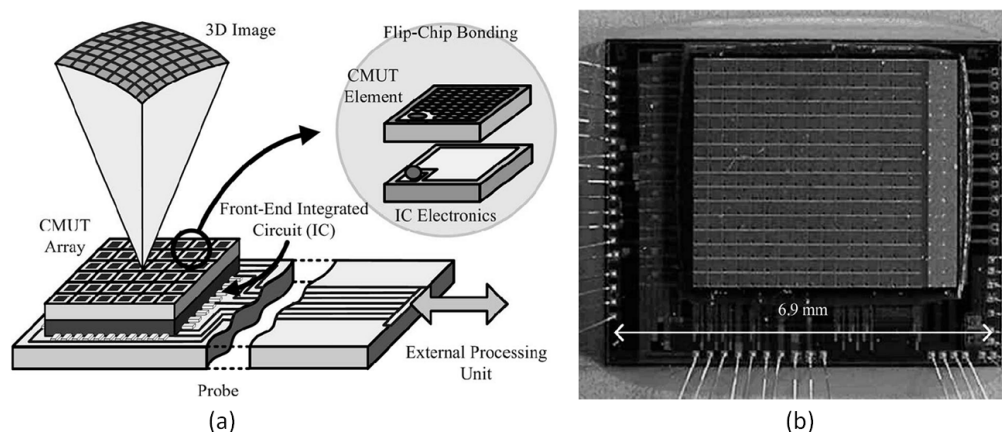 3D Image
Flip-Chip Bonding
CMUT
Element
IC Electronics
Front-End Integrated
Circuit (IC)
CMUT
Array
External Processing
Unit
Probe
(a)
6.9 mm
(b)